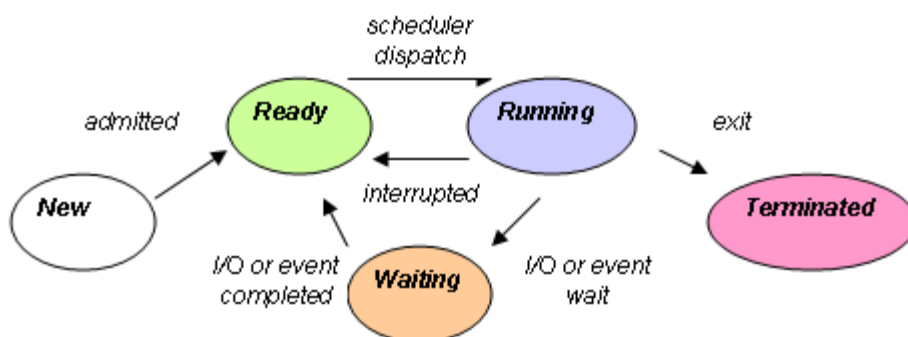 scheduler
dispatch
Ready
Running
admitted
exit
interrupted
New
Terminated
I/O or event
completed
Waiting
I/O or event
wait